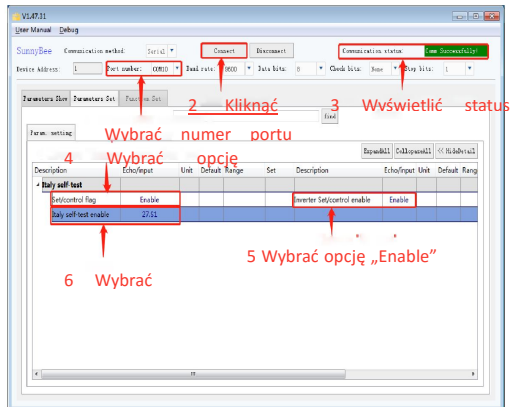 V1.47.31
User Manual Debug
SunnyBee Communication method: Serial Connect Disconnect Communication status: Comm Successfully!
Device Address: 1 Port number: COM10 Baud rate: 9600 Data bits: 8 Check bits: None Stop bits: 1
2 Kliknąć 3 Wyświetlić status
Parameters Show Parameters Set Function Set
find
Wybrać numer portu
Param. setting
4 Wybrać opcję
ExpandAll CollopaseAll << HideDetail
Description Echo/input Unit Default Range Set Description Echo/input Unit Default Rang
Italy self-test
Set/control flag Enable Inverter Set/control enable Enable
Italy self-test enable 27.51
5 Wybrać opcję „Enable”
6 Wybrać